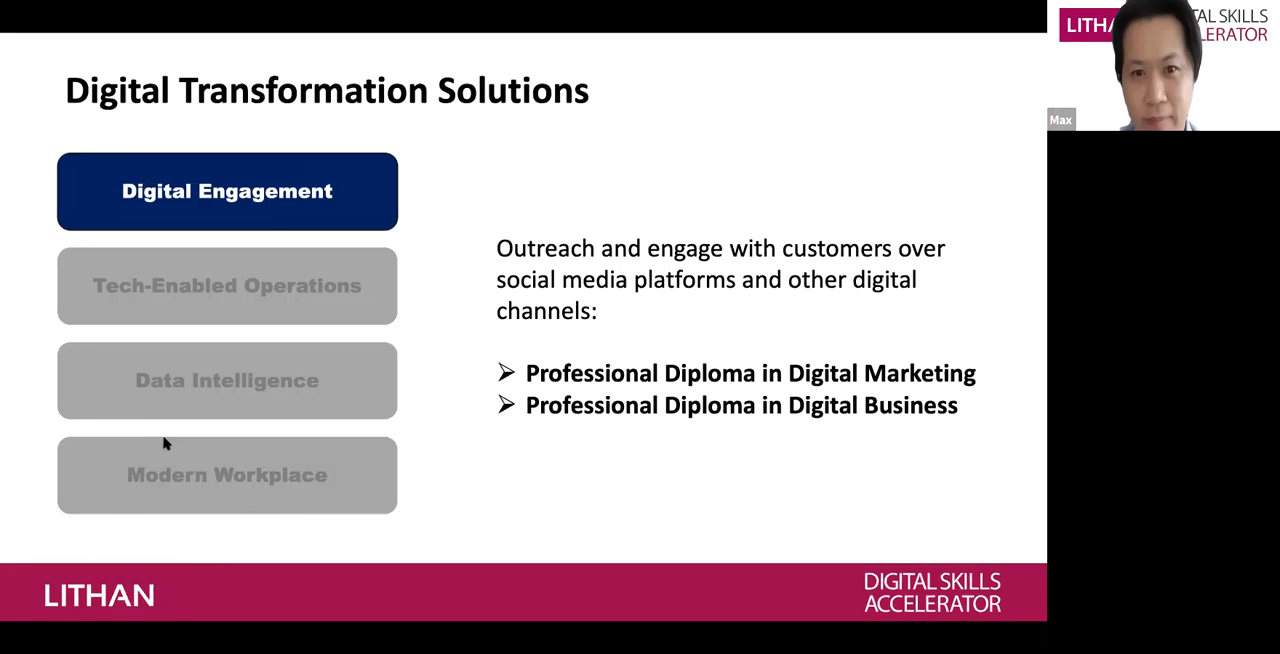 Digital Transformation Solutions
Digital Engagement
Tech-Enabled Operations
Data Intelligence
Modern Workplace
Outreach and engage with customers over
social media platforms and other digital
channels:
➢ Professional Diploma in Digital Marketing
➢ Professional Diploma in Digital Business
LITHAN
DIGITAL SKILLS
ACCELERATOR
SKILLS
Max